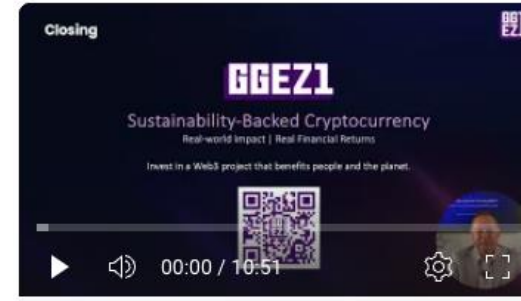 Closing
GGEZ1
GGEZ1
Sustainability-Backed Cryptocurrency
Real-world impact | Real Financial Returns
Invest in a Web3 project that benefits people and the planet.
00:00 / 10:51